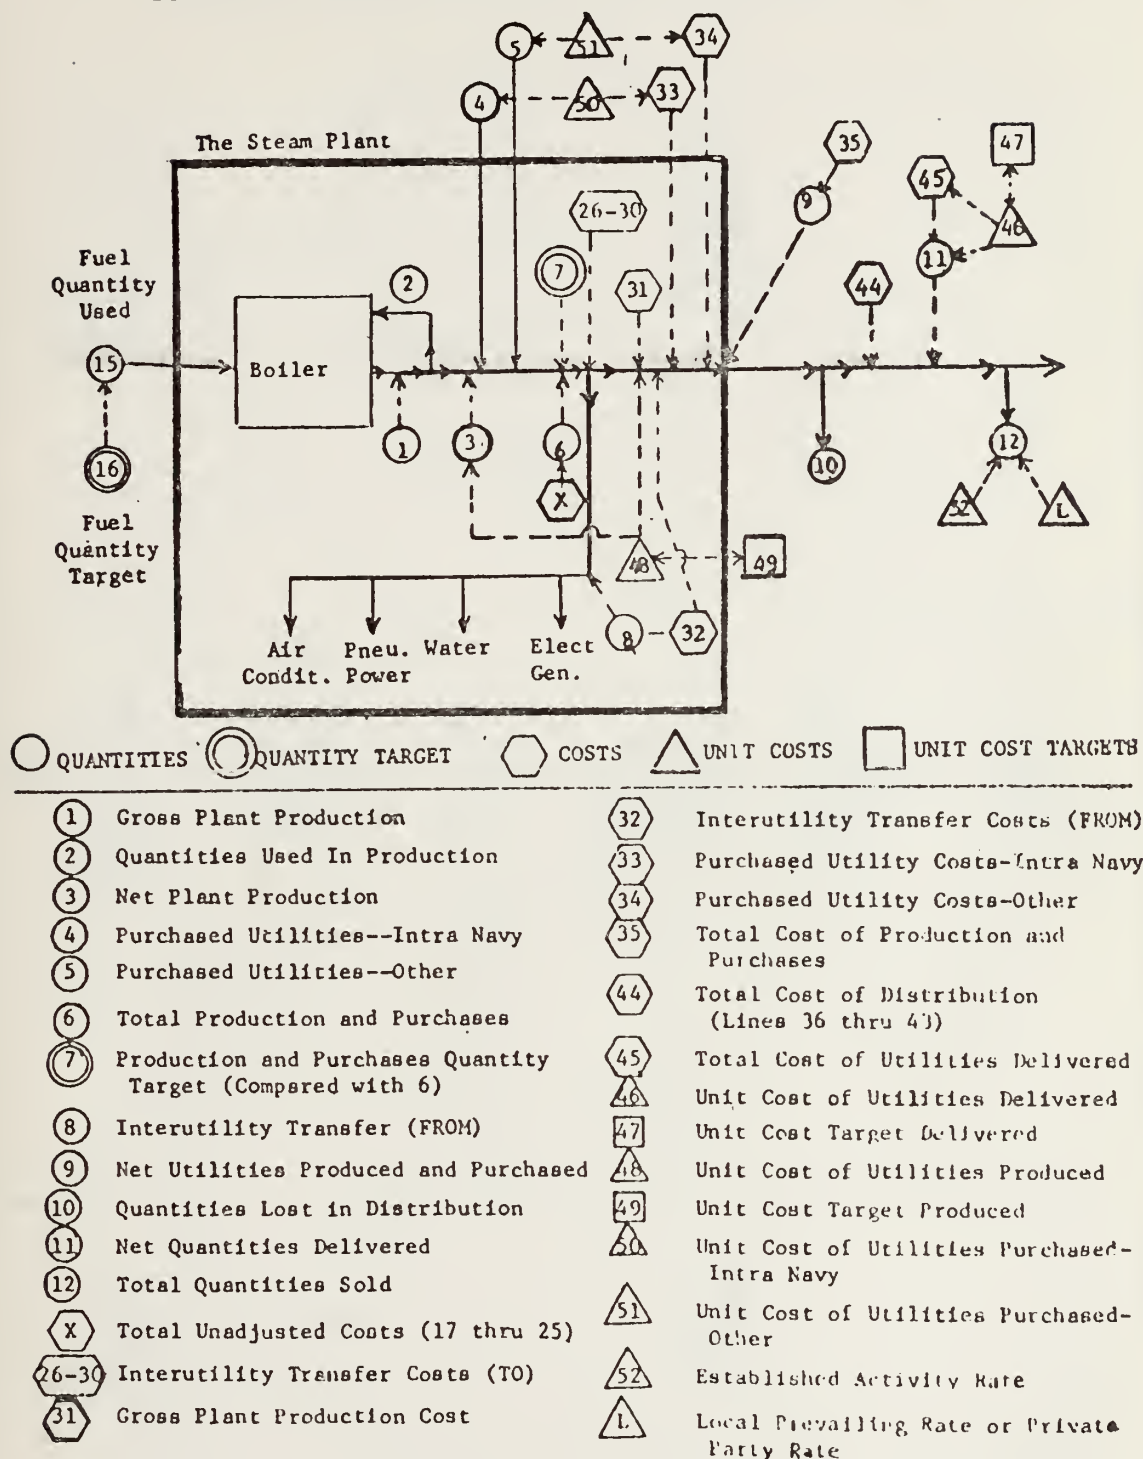 5
51
34
4
50
33
The Steam Plant
35
47
26-30
9
45
46
Fuel
Quantity
Used
7
11
2
31
44
15
Boiler
16
1
3
6
10
12
X
52
L
Fuel
Quantity
Target
48
49
8
32
Air
Condit.
Pneu.
Power
Water
Elect
Gen.
QUANTITIES QUANTITY TARGET COSTS UNIT COSTS UNIT COST TARGETS
1 Gross Plant Production
2 Quantities Used In Production
3 Net Plant Production
4 Purchased Utilities--Intra Navy
5 Purchased Utilities--Other
6 Total Production and Purchases
7 Production and Purchases Quantity
Target (Compared with 6)
8 Interutility Transfer (FROM)
9 Net Utilities Produced and Purchased
10 Quantities Lost in Distribution
11 Net Quantities Delivered
12 Total Quantities Sold
X Total Unadjusted Costs (17 thru 25)
26-30 Interutility Transfer Costs (TO)
31 Gross Plant Production Cost
32 Interutility Transfer Costs (FROM)
33 Purchased Utility Costs-Intra Navy
34 Purchased Utility Costs-Other
35 Total Cost of Production and
Purchases
44 Total Cost of Distribution
(Lines 36 thru 43)
45 Total Cost of Utilities Delivered
46 Unit Cost of Utilities Delivered
47 Unit Cost Target Delivered
48 Unit Cost of Utilities Produced
49 Unit Cost Target Produced
50 Unit Cost of Utilities Purchased-
Intra Navy
51 Unit Cost of Utilities Purchased-
Other
52 Established Activity Rate
L Local Prevailing Rate or Private
Party Rate